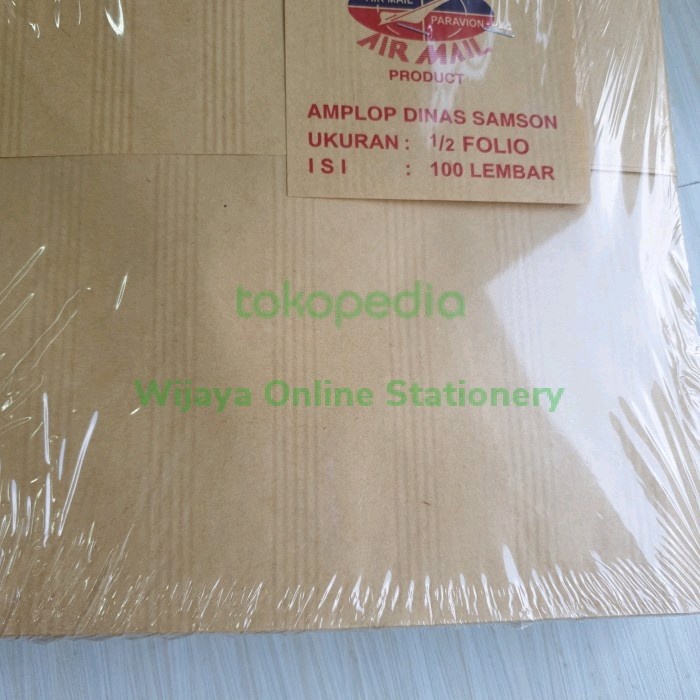 AIR MAIL
PARAVION
AIR MAIL
PRODUCT
AMPLOP DINAS SAMSON
UKURAN : 1/2 FOLIO
ISI : 100 LEMBAR
tokopedia
Wijaya Online Stationery